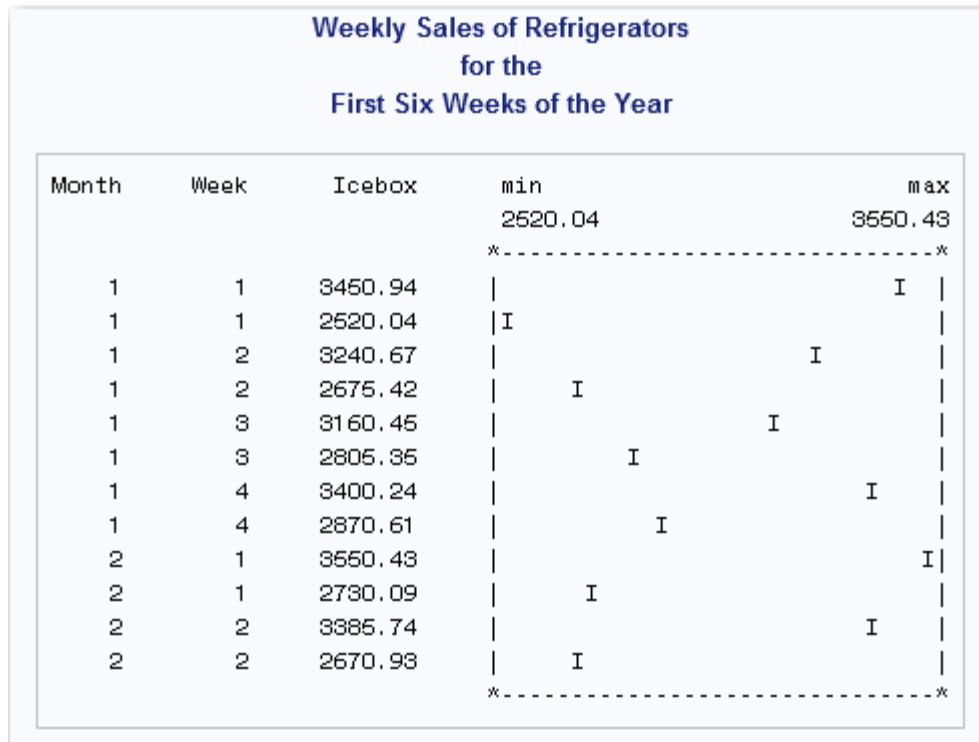 Weekly Sales of Refrigerators
for the
First Six Weeks of the Year
Month Week Icebox min max
2520.04 3550.43
*-------------------------------*
1 1 3450.94 | I |
1 1 2520.04 |I |
1 2 3240.67 | I |
1 2 2675.42 | I |
1 3 3160.45 | I |
1 3 2805.35 | I |
1 4 3400.24 | I |
1 4 2870.61 | I |
2 1 3550.43 | I|
2 1 2730.09 | I |
2 2 3385.74 | I |
2 2 2670.93 | I |
*-------------------------------*